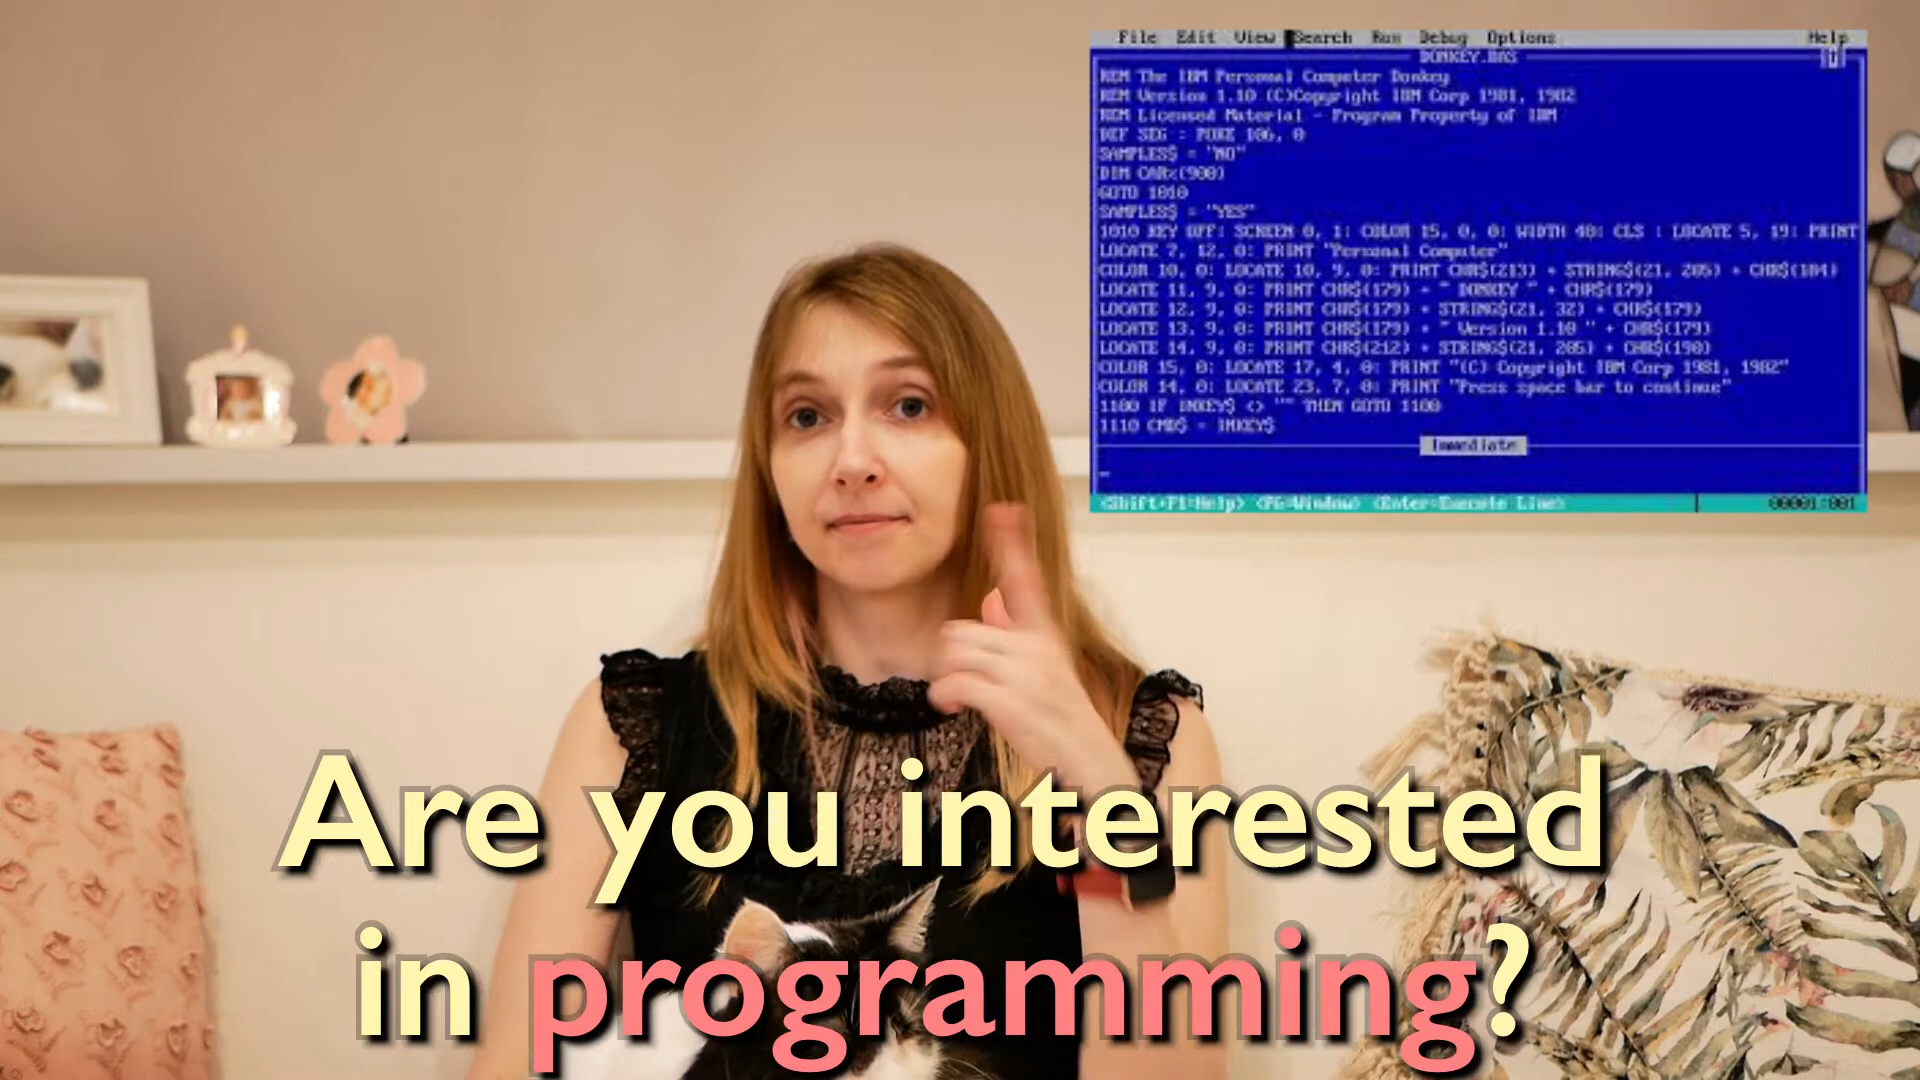 File Edit View Search Run Debug Options Help
DONKEY.BAS
REM The IBM Personal Computer Donkey
REM Version 1.10 (C)Copyright IBM Corp 1981, 1982
REM Licensed Material - Program Property of IBM
DEF SEG : POKE 106, 0
SAMPLES$ = "NO"
DIM CAR%(900)
GOTO 1010
SAMPLES$ = "YES"
1010 KEY OFF: SCREEN 0, 1: COLOR 15, 0, 0: WIDTH 40: CLS : LOCATE 5, 19: PRINT
LOCATE 7, 12, 0: PRINT "Personal Computer"
COLOR 10, 0: LOCATE 10, 9, 0: PRINT CHR$(213) + STRING$(21, 205) + CHR$(184)
LOCATE 11, 9, 0: PRINT CHR$(179) + " DONKEY " + CHR$(179)
LOCATE 12, 9, 0: PRINT CHR$(179) + STRING$(21, 32) + CHR$(179)
LOCATE 13, 9, 0: PRINT CHR$(179) + " Version 1.10 " + CHR$(179)
LOCATE 14, 9, 0: PRINT CHR$(212) + STRING$(21, 205) + CHR$(190)
COLOR 15, 0: LOCATE 17, 4, 0: PRINT "(C) Copyright IBM Corp 1981, 1982"
COLOR 14, 0: LOCATE 23, 7, 0: PRINT "Press space bar to continue"
1100 IF INKEY$ <> "" THEN GOTO 1100
1110 CMD$ = INKEY$
Immediate
<Shift+F1=Help> <F6=Window> <Enter=Execute Line> 00001:001
Are you interested
in programming?